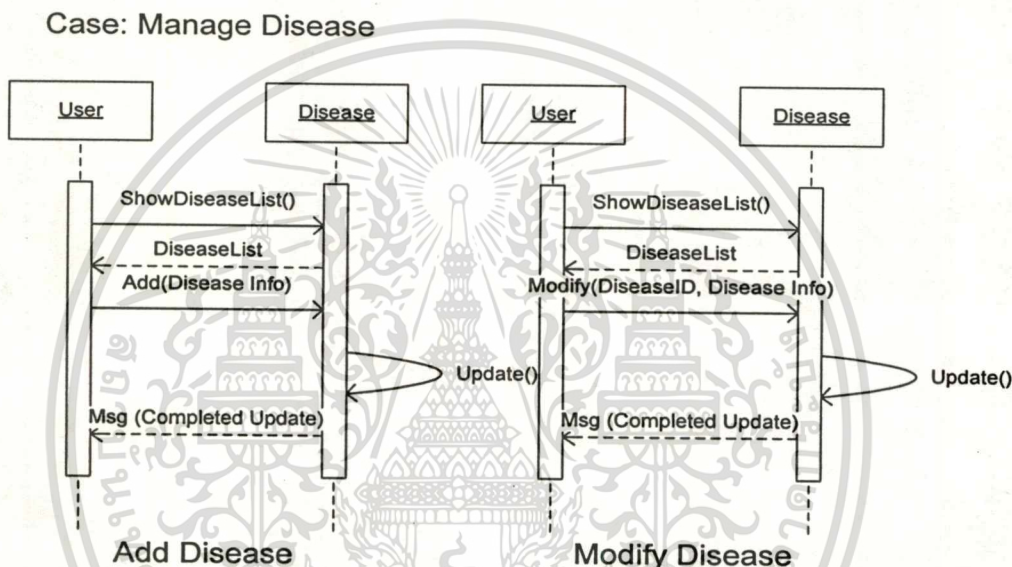 Case: Manage Disease
User
Disease
ShowDiseaseList()
DiseaseList
Add(Disease Info)
Update()
Msg (Completed Update)
Add Disease
User
Disease
ShowDiseaseList()
DiseaseList
Modify(DiseaseID, Disease Info)
Update()
Msg (Completed Update)
Modify Disease